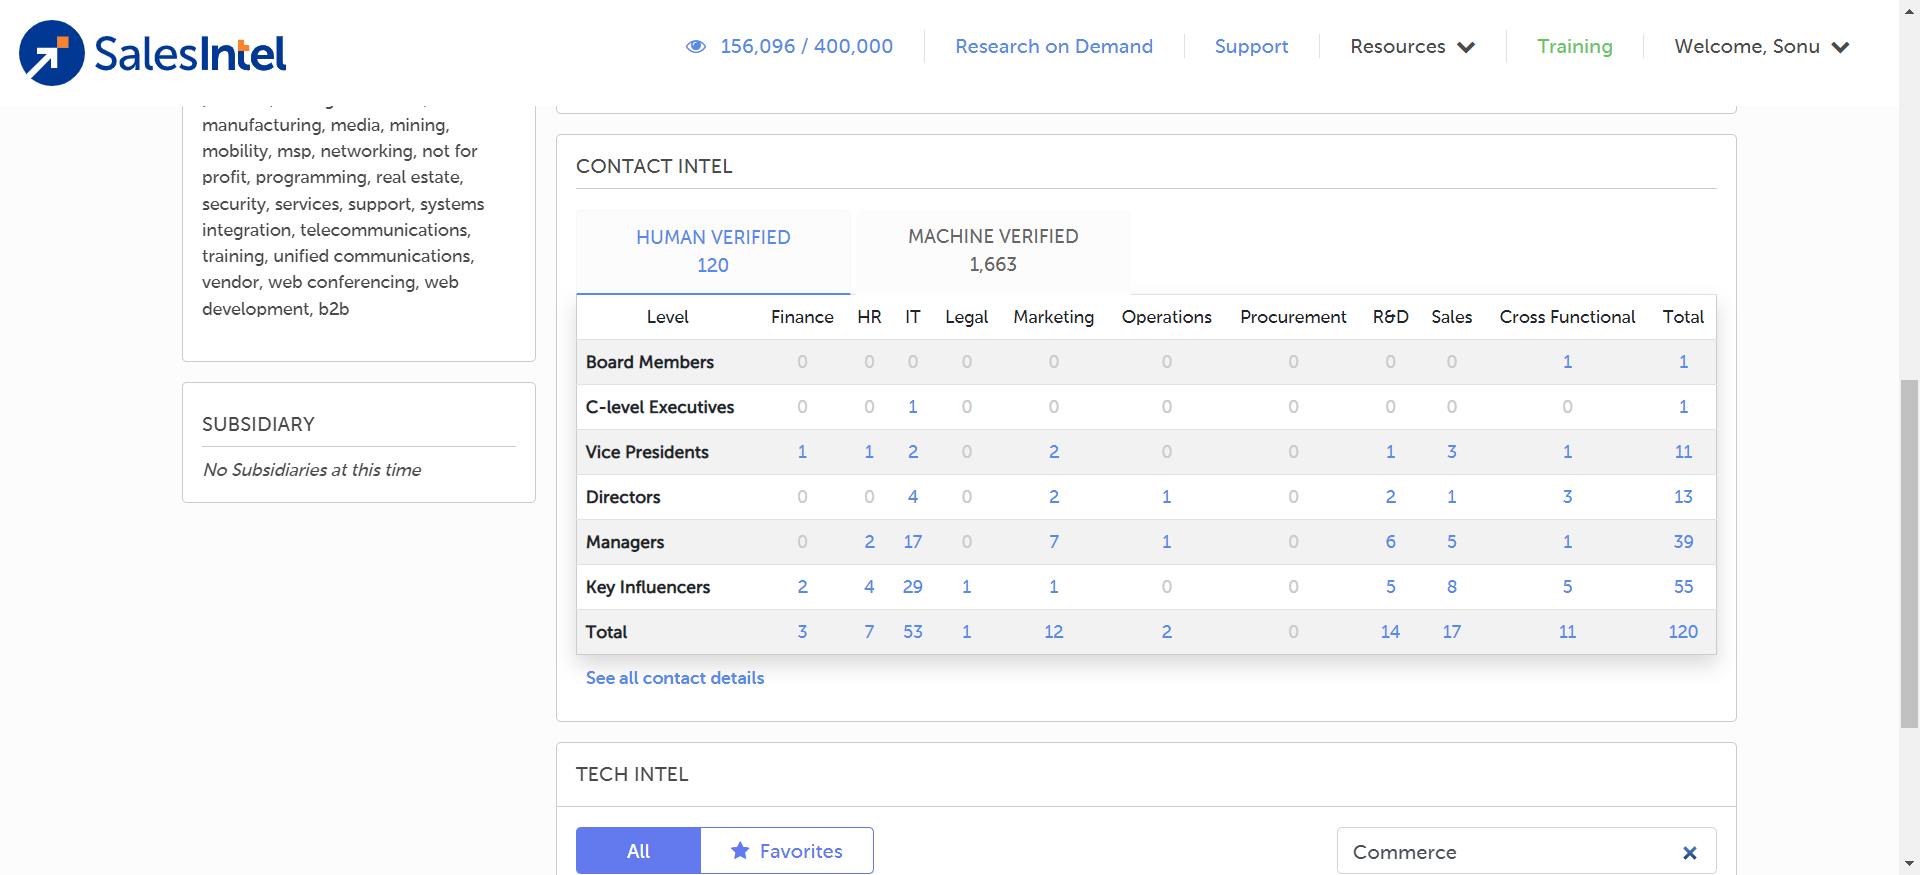 SalesIntel
156,096 / 400,000
Research on Demand
Support
Resources
Training
Welcome, Sonu
manufacturing, media, mining,
mobility, msp, networking, not for
profit, programming, real estate,
security, services, support, systems
integration, telecommunications,
training, unified communications,
vendor, web conferencing, web
development, b2b
SUBSIDIARY
No Subsidiaries at this time
CONTACT INTEL
HUMAN VERIFIED
120
MACHINE VERIFIED
1,663
Level Finance HR IT Legal Marketing Operations Procurement R&D Sales Cross Functional Total
Board Members 0 0 0 0 0 0 0 0 0 1 1
C-level Executives 0 0 1 0 0 0 0 0 0 0 1
Vice Presidents 1 1 2 0 2 0 0 1 3 1 11
Directors 0 0 4 0 2 1 0 2 1 3 13
Managers 0 2 17 0 7 1 0 6 5 1 39
Key Influencers 2 4 29 1 1 0 0 5 8 5 55
Total 3 7 53 1 12 2 0 14 17 11 120
See all contact details
TECH INTEL
All
Favorites
Commerce